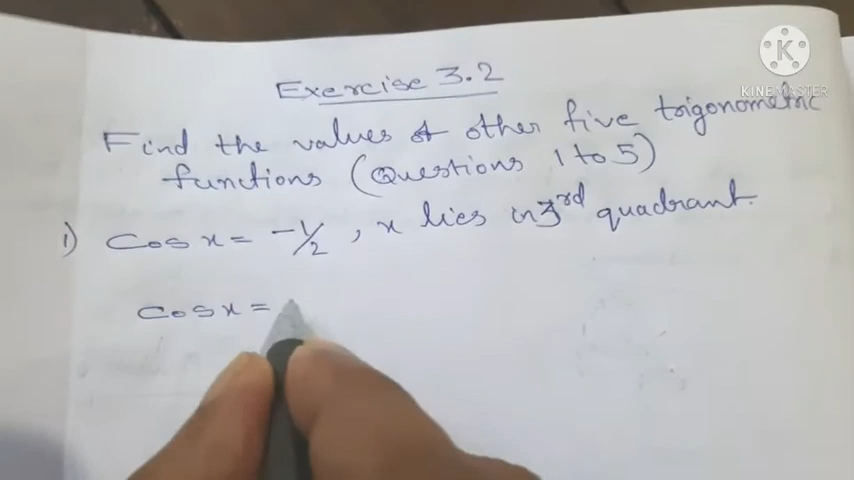 Exercise 3.2
KINEMASTER
Find the values of other five trigonometric
functions (Questions 1 to 5)
1) Cos x = -1/2, x lies in 3rd quadrant.
Cos x =